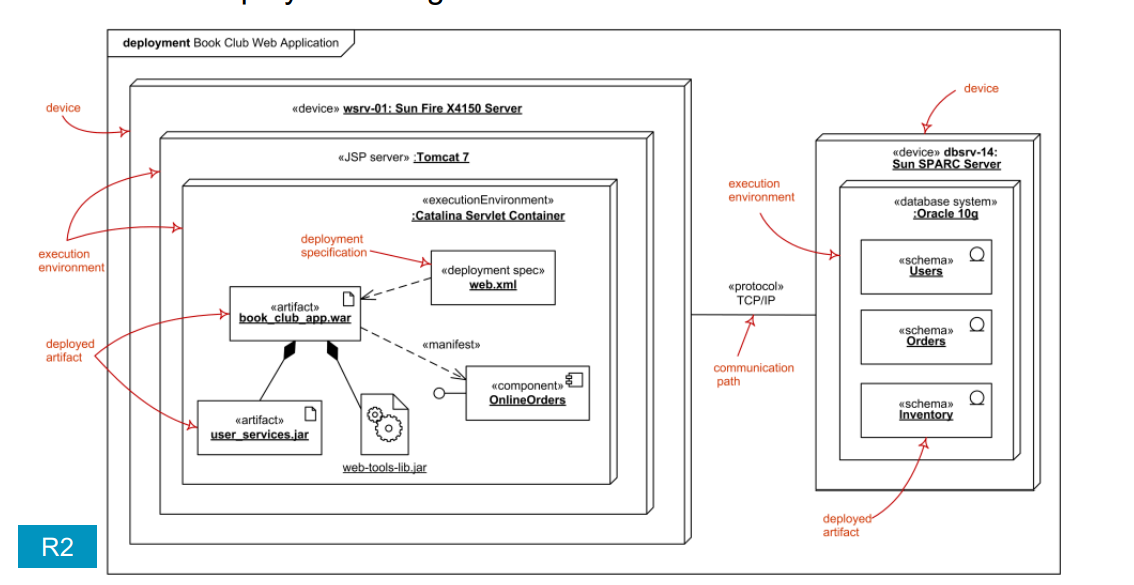 deployment Book Club Web Application
device
«device» wsrv-01: Sun Fire X4150 Server
«JSP server» :Tomcat 7
«executionEnvironment»
:Catalina Servlet Container
execution
environment
deployment
specification
«deployment spec»
web.xml
«artifact»
book_club_app.war
deployed
artifact
«manifest»
«component»
OnlineOrders
«artifact»
user_services.jar
web-tools-lib.jar
«protocol»
TCP/IP
communication
path
device
«device» dbsrv-14:
Sun SPARC Server
execution
environment
«database system»
:Oracle 10g
«schema»
Users
«schema»
Orders
«schema»
Inventory
deployed
artifact
R2